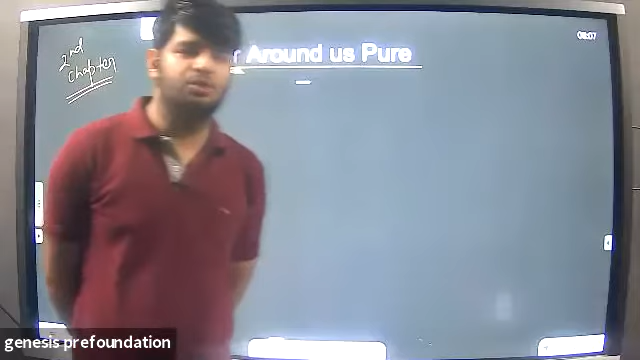 2nd
chapter
r Around us Pure
genesis prefoundation